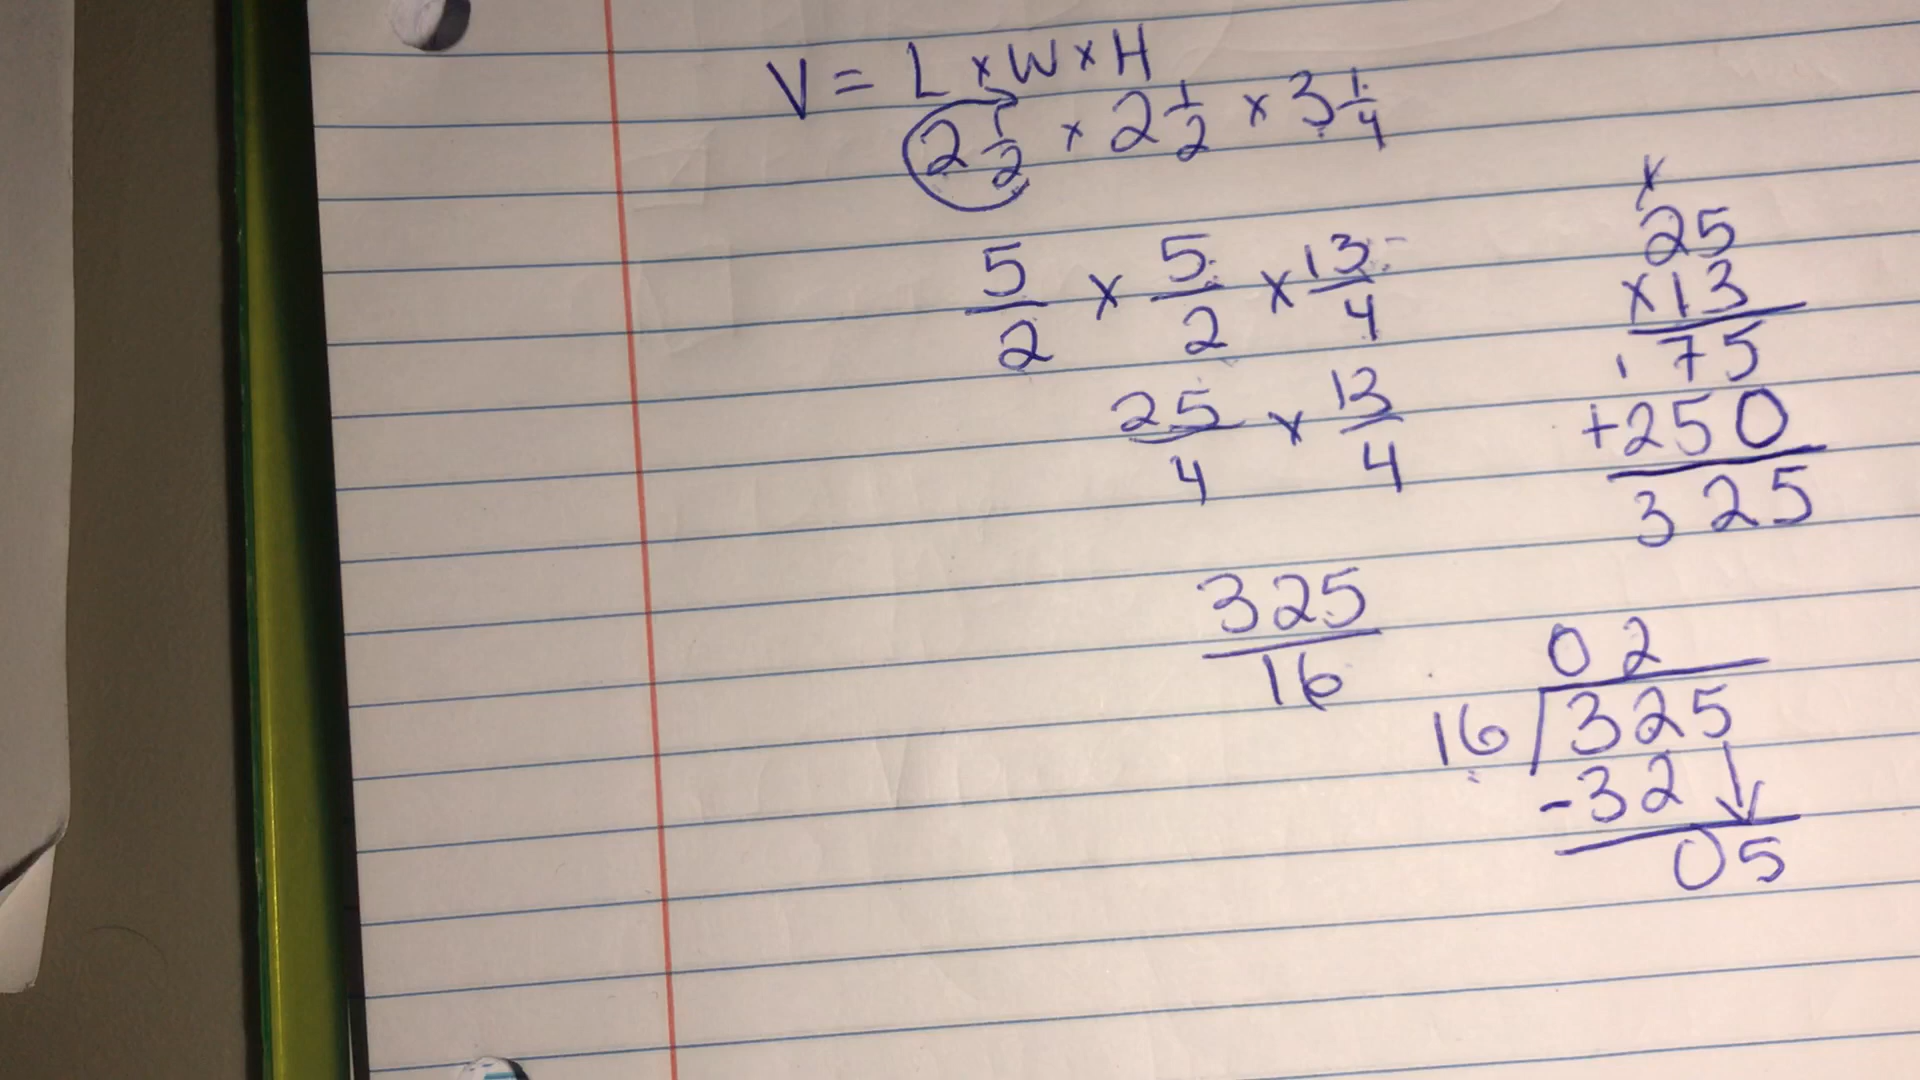 V = L × W × H
2 1/2 × 2 1/2 × 3 1/4
5/2 × 5/2 × 13/4
25/4 × 13/4
325/16
25
×13
75
+250
325
02
16 325
-32
05